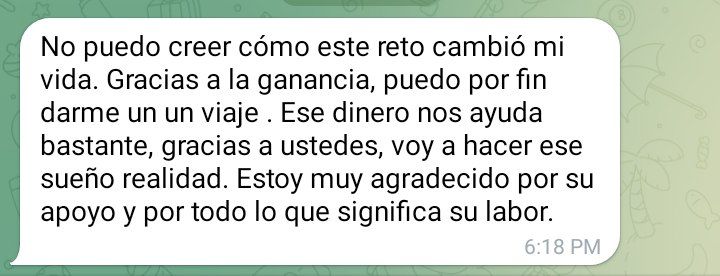 No puedo creer cómo este reto cambió mi
vida. Gracias a la ganancia, puedo por fin
darme un un viaje . Ese dinero nos ayuda
bastante, gracias a ustedes, voy a hacer ese
sueño realidad. Estoy muy agradecido por su
apoyo y por todo lo que significa su labor.
6:18 PM